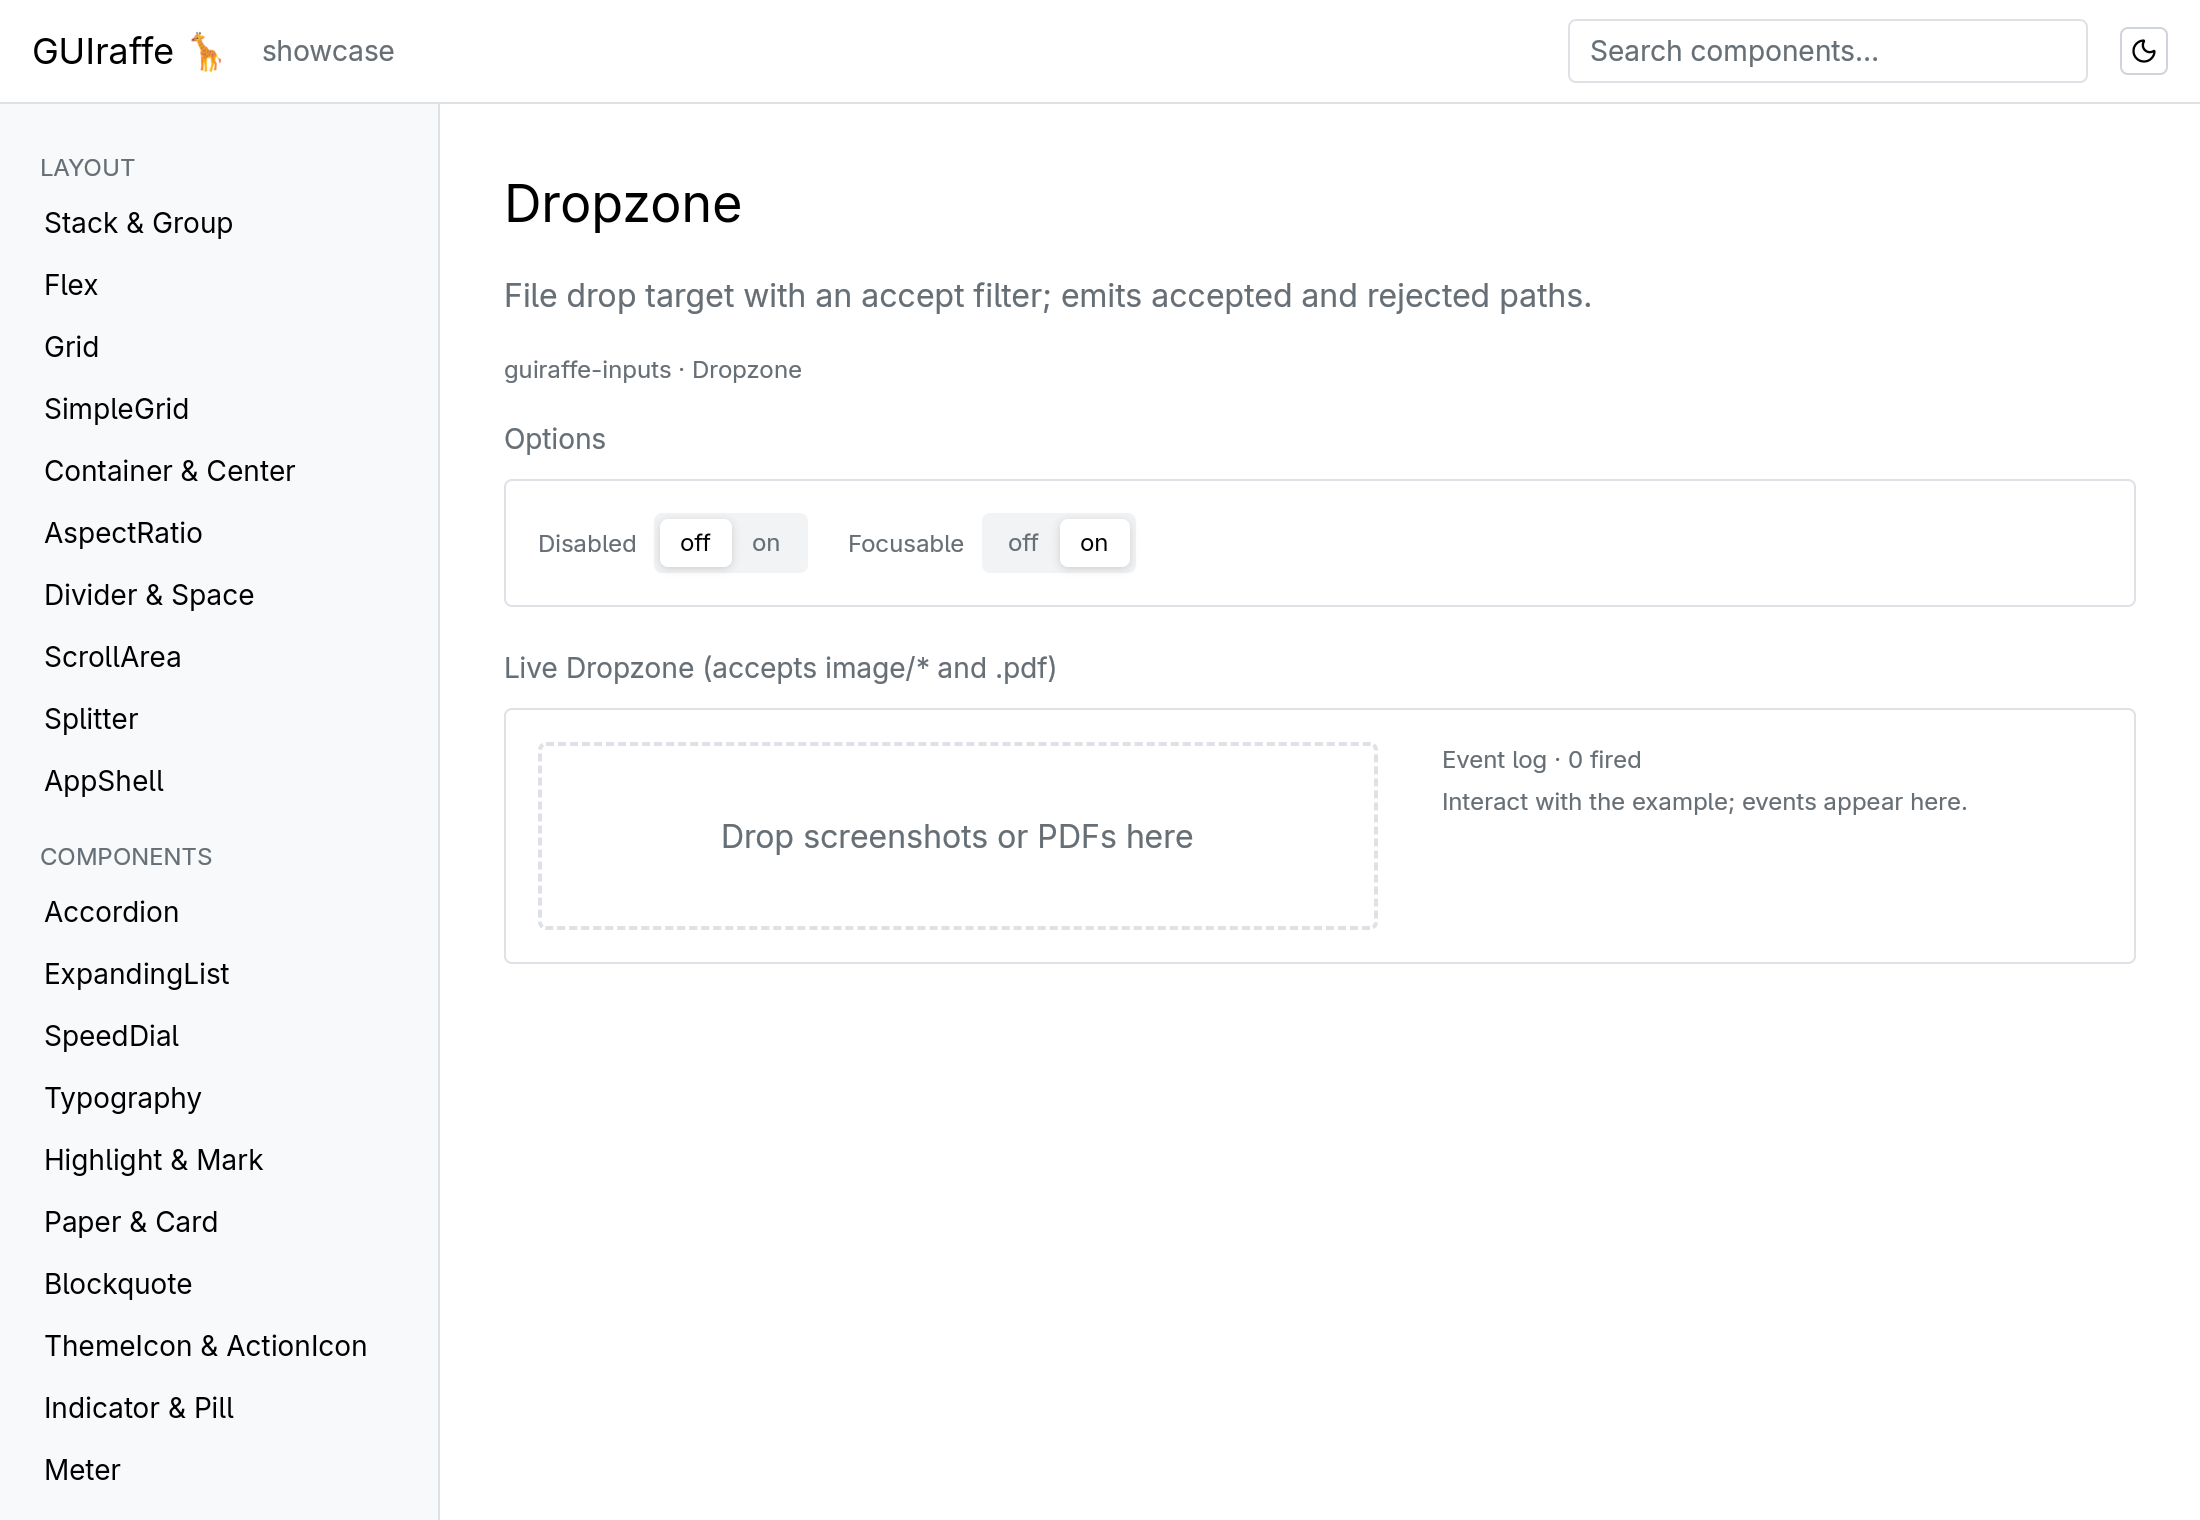 GUIraffe 🦒 showcase Search components...
LAYOUT
Stack & Group
Flex
Grid
SimpleGrid
Container & Center
AspectRatio
Divider & Space
ScrollArea
Splitter
AppShell
COMPONENTS
Accordion
ExpandingList
SpeedDial
Typography
Highlight & Mark
Paper & Card
Blockquote
ThemeIcon & ActionIcon
Indicator & Pill
Meter
Dropzone
File drop target with an accept filter; emits accepted and rejected paths.
guiraffe-inputs · Dropzone
Options
Disabled off on Focusable off on
Live Dropzone (accepts image/* and .pdf)
Drop screenshots or PDFs here
Event log · 0 fired
Interact with the example; events appear here.